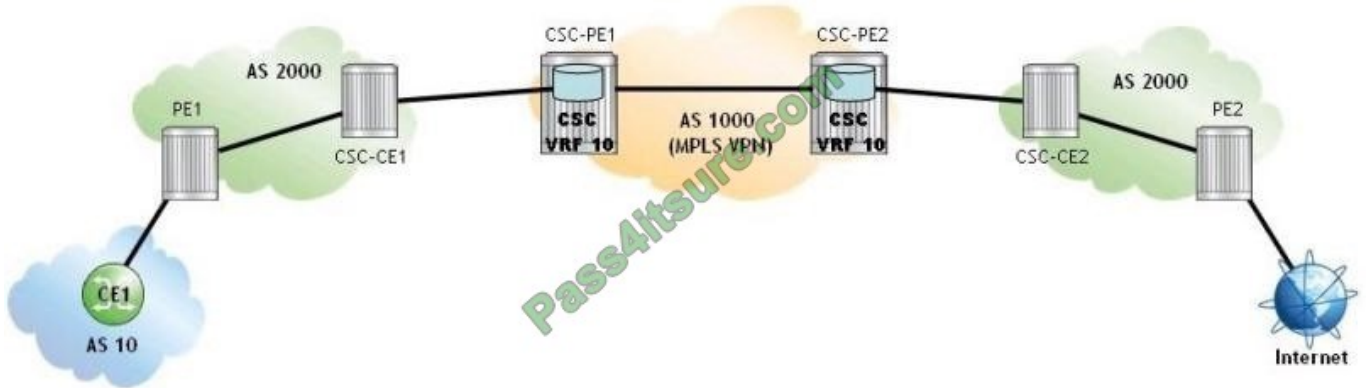 CSC-PE1
CSC-PE2
AS 2000
AS 2000
PE1
CSC-CE1
CSC
VRF 10
AS 1000
(MPLS VPN)
CSC
VRF 10
CSC-CE2
PE2
CE1
AS 10
Internet
Pass4itsure.com